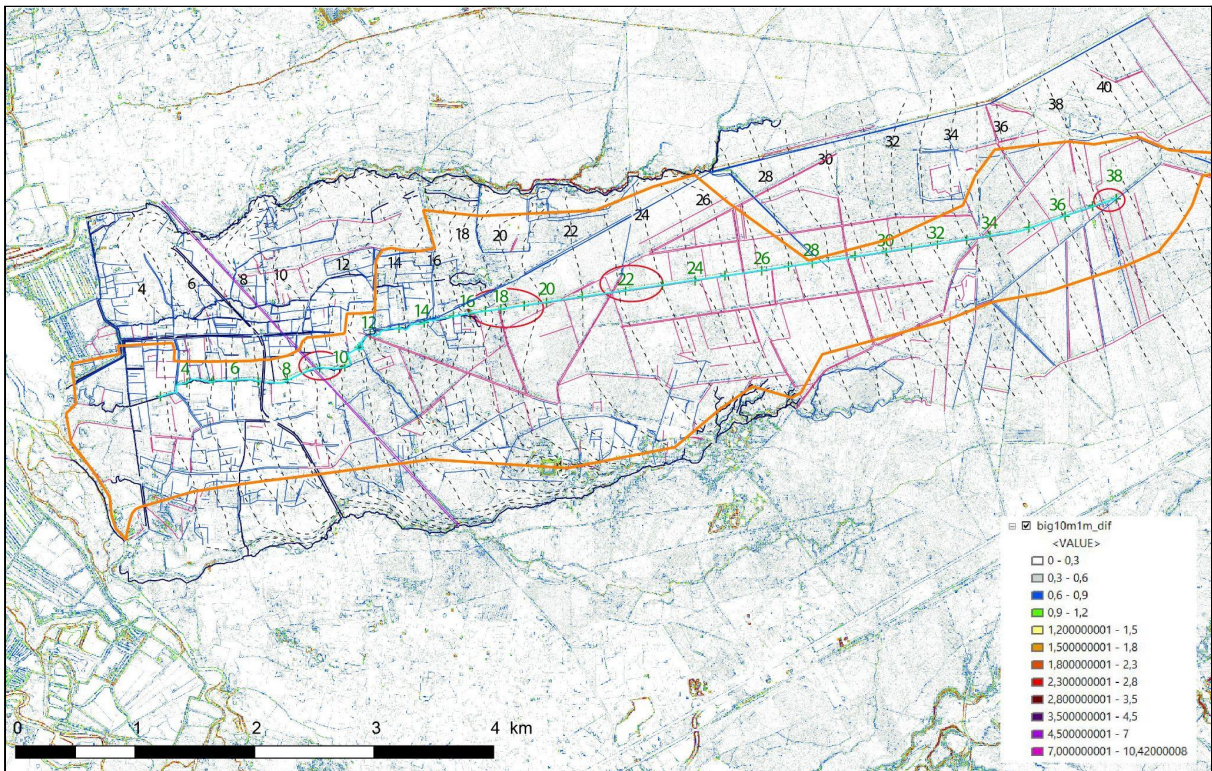 40
38
36
34
32
30
28
26
24
22
20
18
16
14
12
10
8
6
4
38
36
34
32
30
28
26
24
22
20
18
16
14
12
10
8
6
4
big10m1m_dif
<VALUE>
0 - 0,3
0,3 - 0,6
0,6 - 0,9
0,9 - 1,2
1,200000001 - 1,5
1,500000001 - 1,8
1,800000001 - 2,3
2,300000001 - 2,8
2,800000001 - 3,5
3,500000001 - 4,5
4,500000001 - 7
7,000000001 - 10,42000008
0 1 2 3 4 km